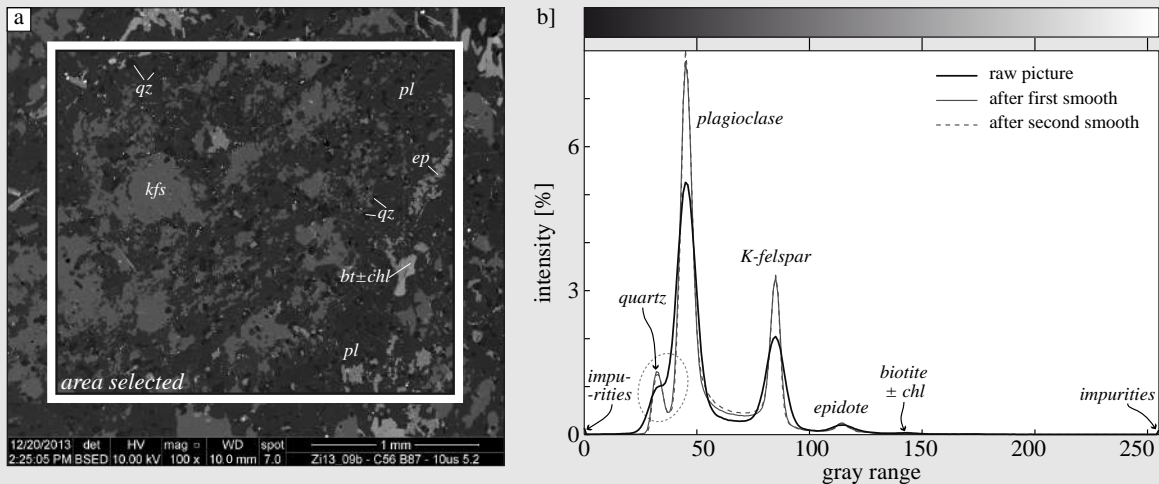 a
qz
pl
ep
kfs
qz
bt±chl
pl
area selected
12/20/2013 det HV mag □ WD spot
2:25:05 PM BSED 10.00 kV 100 x 10.0 mm 7.0
1 mm
Zi13_09b - C56 B87 - 10us 5.2
b]
raw picture
after first smooth
after second smooth
plagioclase
6
intensity [%]
K-felspar
3
quartz
impu-
-rities
biotite
± chl
impurities
epidote
0
0 50 100 150 200 250
gray range